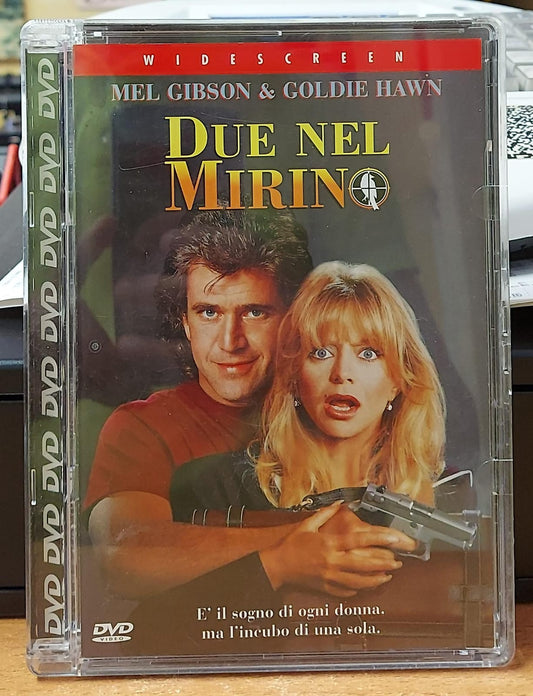 WIDESCREEN
MEL GIBSON & GOLDIE HAWN
DUE NEL
MIRINO
E' il sogno di ogni donna.
ma l'incubo di una sola.
DVD
VIDEO
DVD DVD DVD DVD DVD DVD DVD DVD